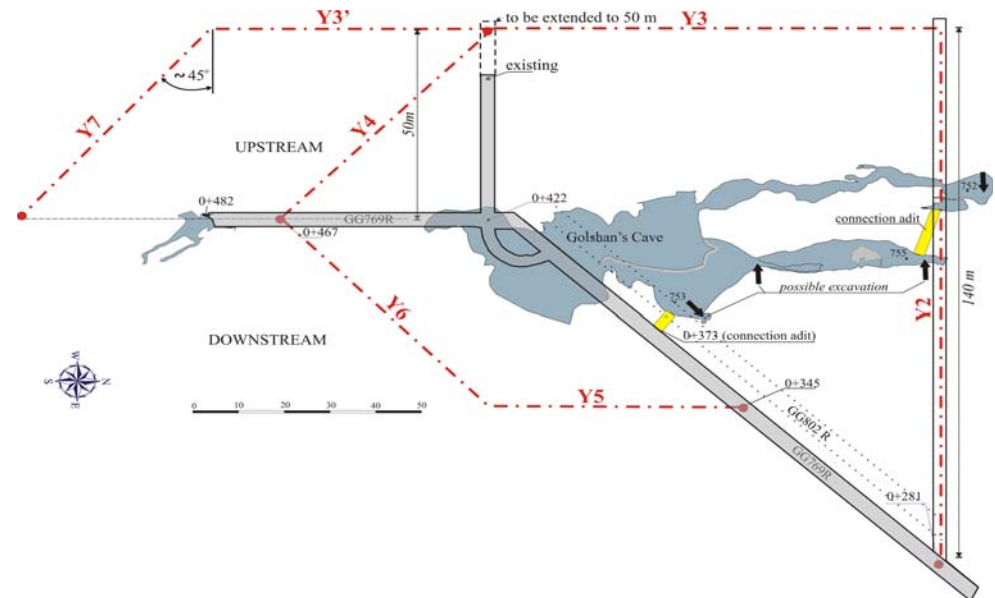 Y3'
to be extended to 50 m
Y3
existing
~ 45°
Y7
Y4
50m
UPSTREAM
752
0+482
0+422
connection adit
GG769R
Golshan's Cave
0+467
755
possible excavation
140 m
Y2
753
Y6
DOWNSTREAM
0+373 (connection adit)
W
S
N
E
0+345
0 10 20 30 40 50
Y5
GG802 R
GG769R
0+281